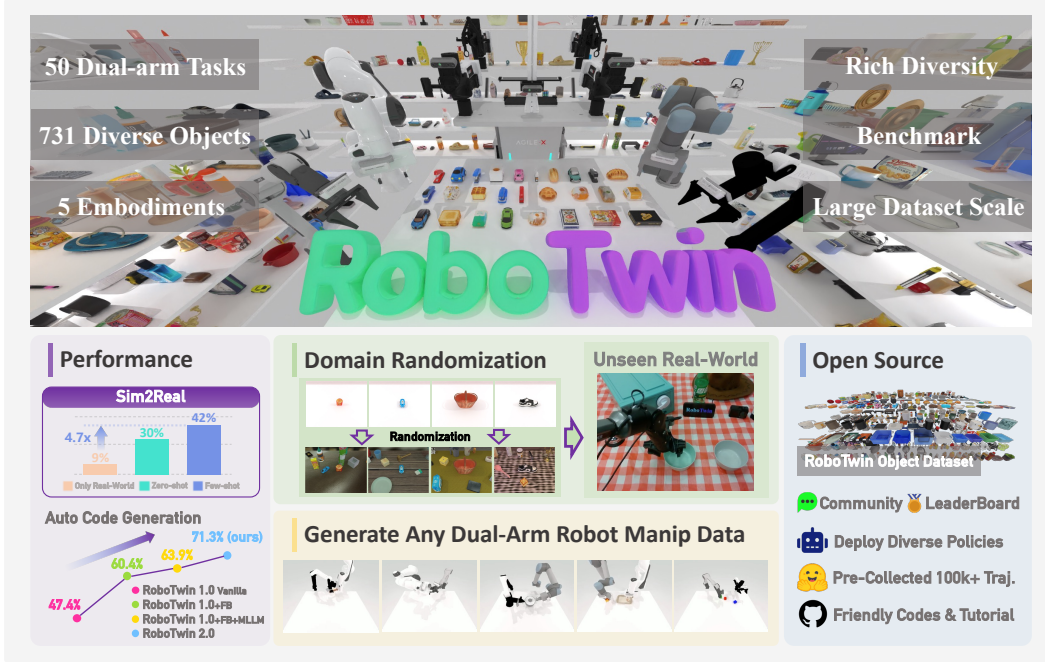 50 Dual-arm Tasks
731 Diverse Objects
5 Embodiments
Rich Diversity
Benchmark
Large Dataset Scale
RoboTwin
Performance
Sim2Real
4.7x
9%
30%
42%
Only Real-World
Zero-shot
Few-shot
Auto Code Generation
47.4%
60.4%
63.9%
71.3% (ours)
RoboTwin 1.0 Vanilla
RoboTwin 1.0+FB
RoboTwin 1.0+FB+MLLM
RoboTwin 2.0
Domain Randomization
Randomization
Unseen Real-World
RoboTwin
Generate Any Dual-Arm Robot Manip Data
Open Source
RoboTwin Object Dataset
Community
LeaderBoard
Deploy Diverse Policies
Pre-Collected 100k+ Traj.
Friendly Codes & Tutorial